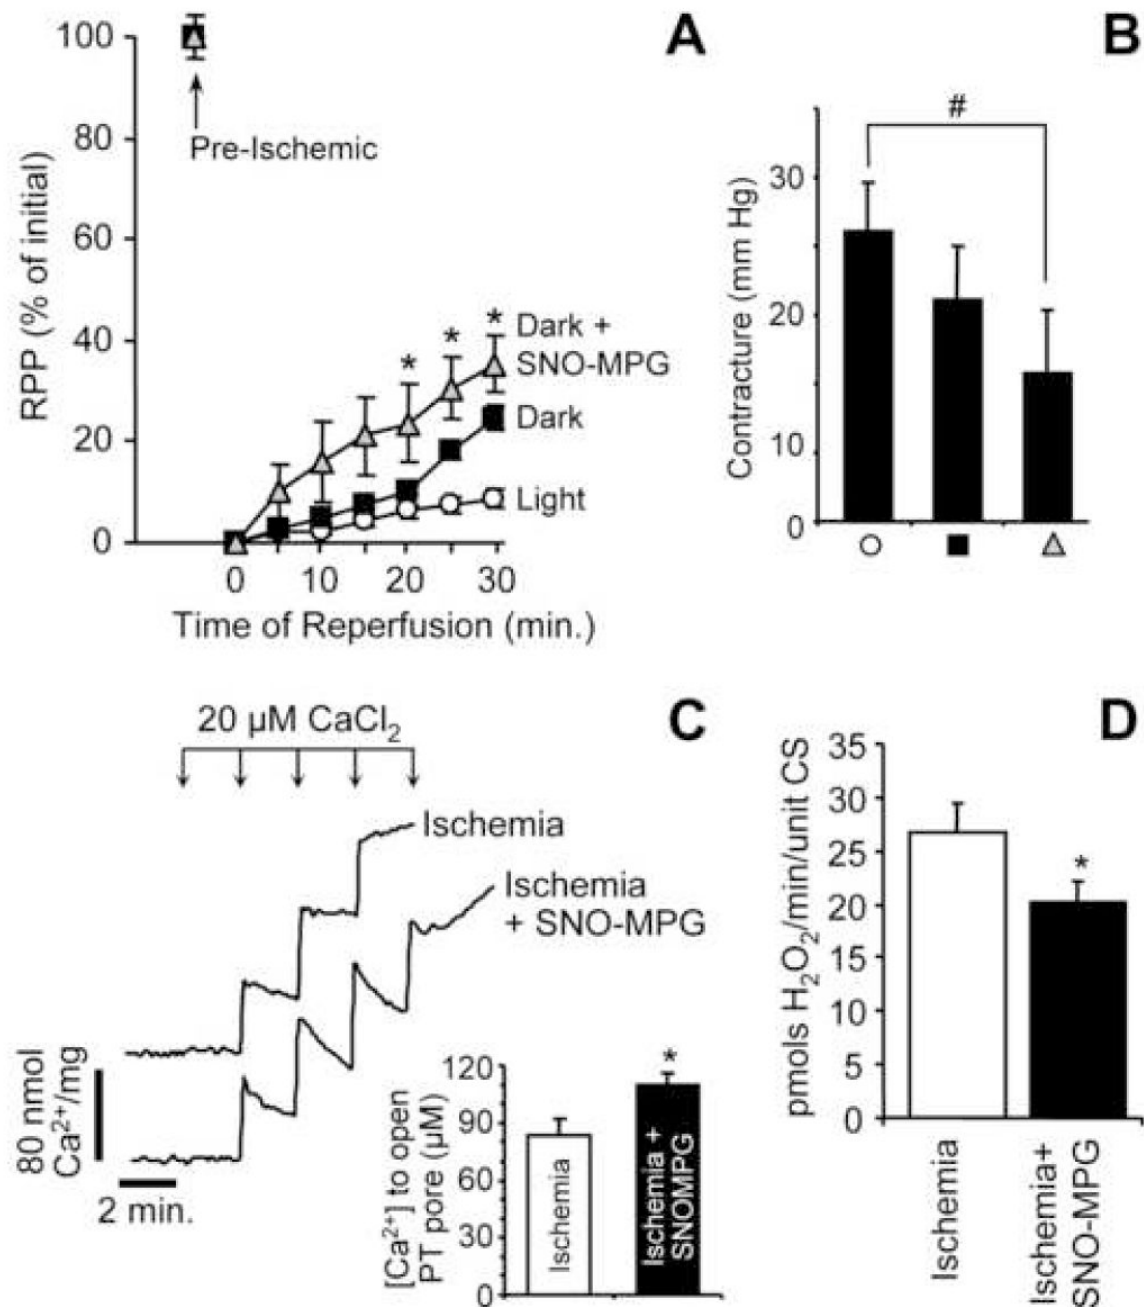 A
100
80
60
40
20
0
RPP (% of initial)
Pre-Ischemic
*
*
*
Dark +
SNO-MPG
Dark
Light
0
10
20
30
Time of Reperfusion (min.)
B
#
Contracture (mm Hg)
30
20
10
0
C
20 µM CaCl2
Ischemia
Ischemia
+ SNO-MPG
80 nmol
Ca2+/mg
2 min.
[Ca2+] to open
PT pore (µM)
120
90
60
30
0
*
Ischemia
Ischemia +
SNOMPG
D
pmols H2O2/min/unit CS
35
30
25
20
15
10
5
0
*
Ischemia
Ischemia+
SNO-MPG